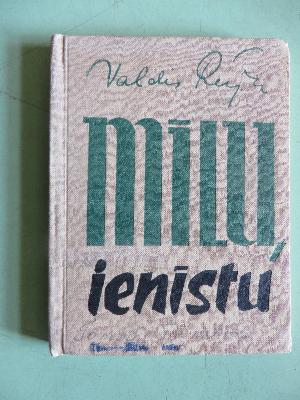 Valdis Rūja
mīlu,
ienīstu